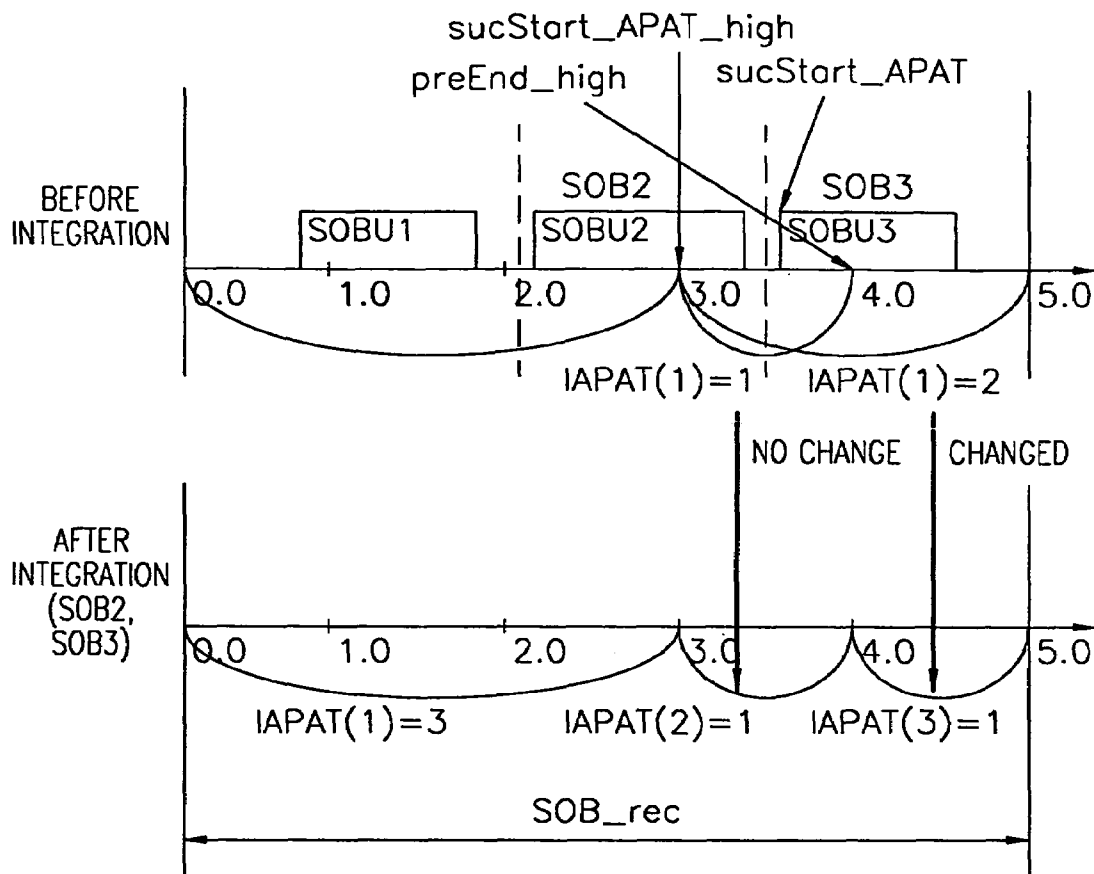 sucStart_APAT_high
preEnd_high
sucStart_APAT
BEFORE
INTEGRATION
SOB2
SOB3
SOBU1
SOBU2
SOBU3
0.0
1.0
2.0
3.0
4.0
5.0
IAPAT(1)=1
IAPAT(1)=2
NO CHANGE
CHANGED
AFTER
INTEGRATION
(SOB2,
SOB3)
0.0
1.0
2.0
3.0
4.0
5.0
IAPAT(1)=3
IAPAT(2)=1
IAPAT(3)=1
SOB_rec